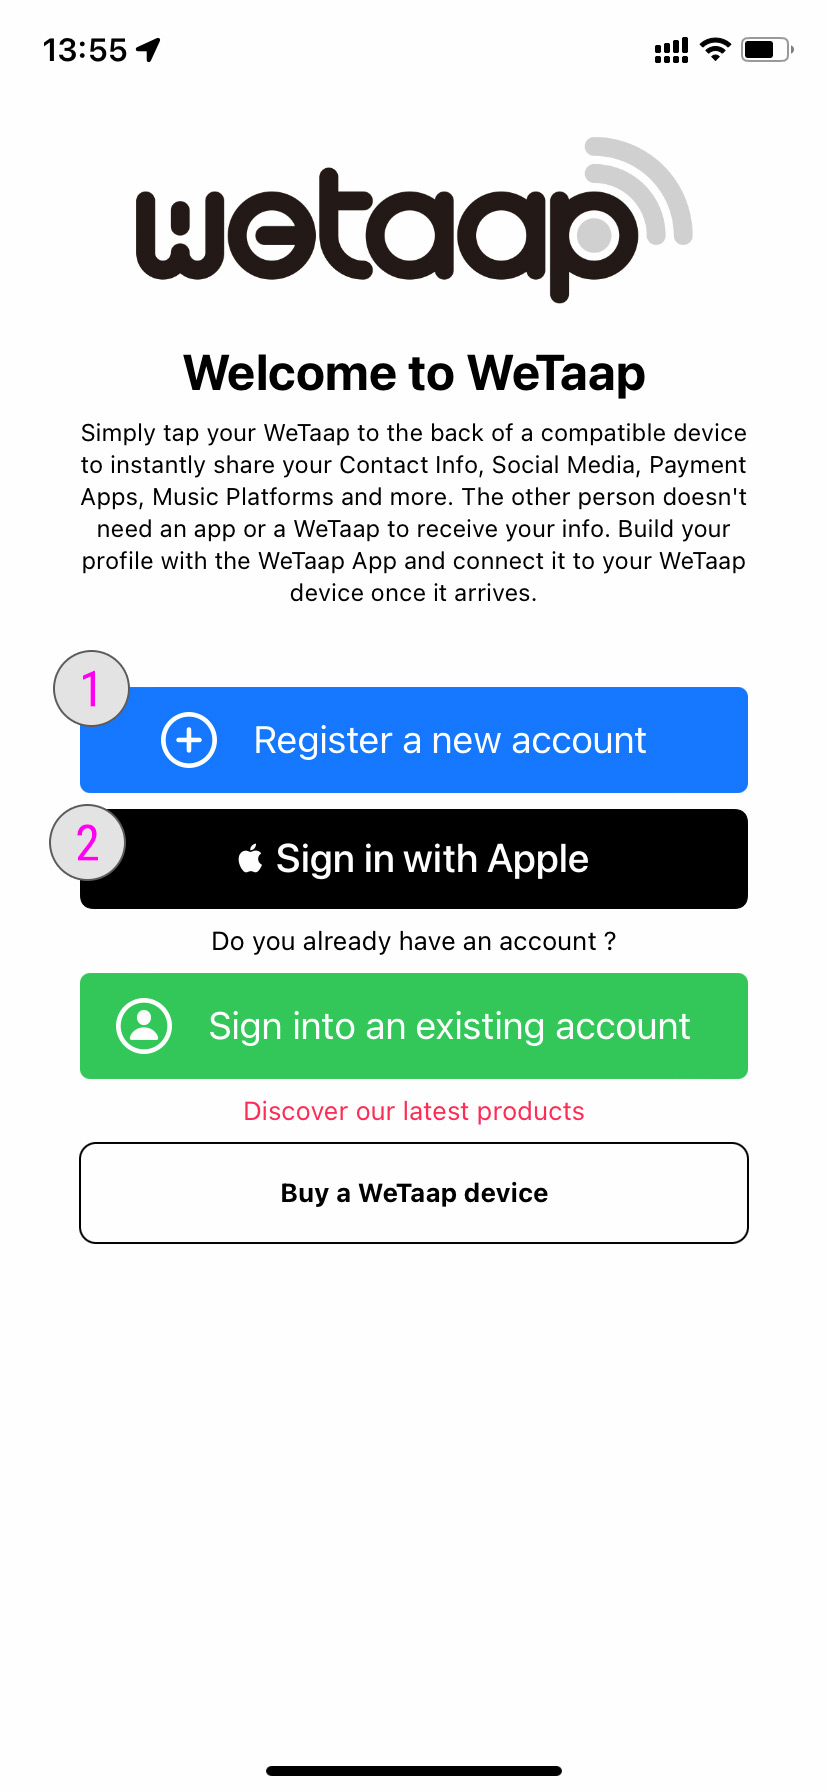 13:55
wetaap
Welcome to WeTaap
Simply tap your WeTaap to the back of a compatible device
to instantly share your Contact Info, Social Media, Payment
Apps, Music Platforms and more. The other person doesn't
need an app or a WeTaap to receive your info. Build your
profile with the WeTaap App and connect it to your WeTaap
device once it arrives.
1
Register a new account
2
Sign in with Apple
Do you already have an account ?
Sign into an existing account
Discover our latest products
Buy a WeTaap device